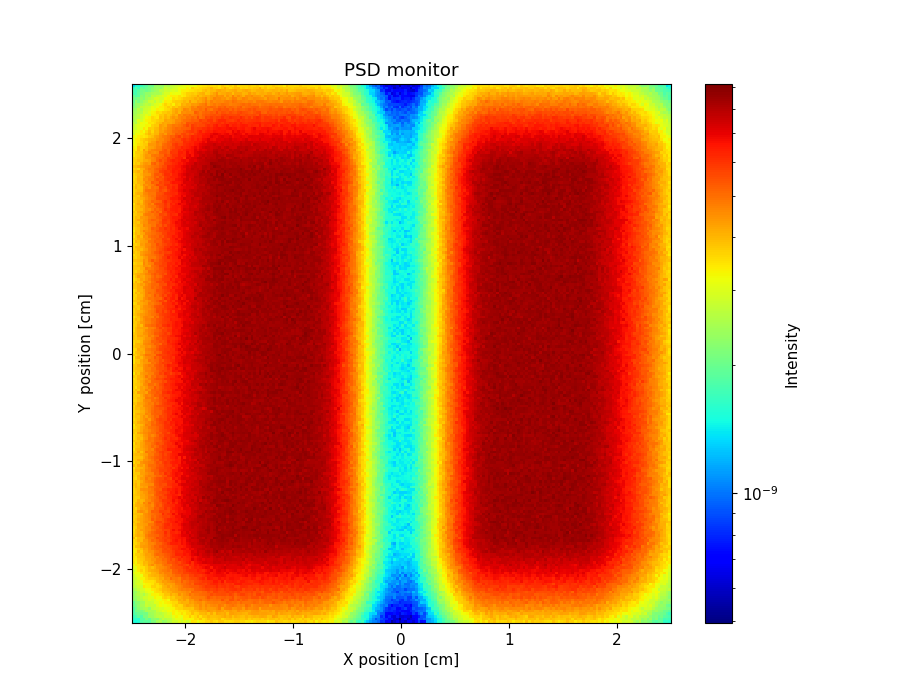 PSD monitor
2
1
0
−1
−2
Y position [cm]
−2 −1 0 1 2
X position [cm]
10⁻⁹
Intensity